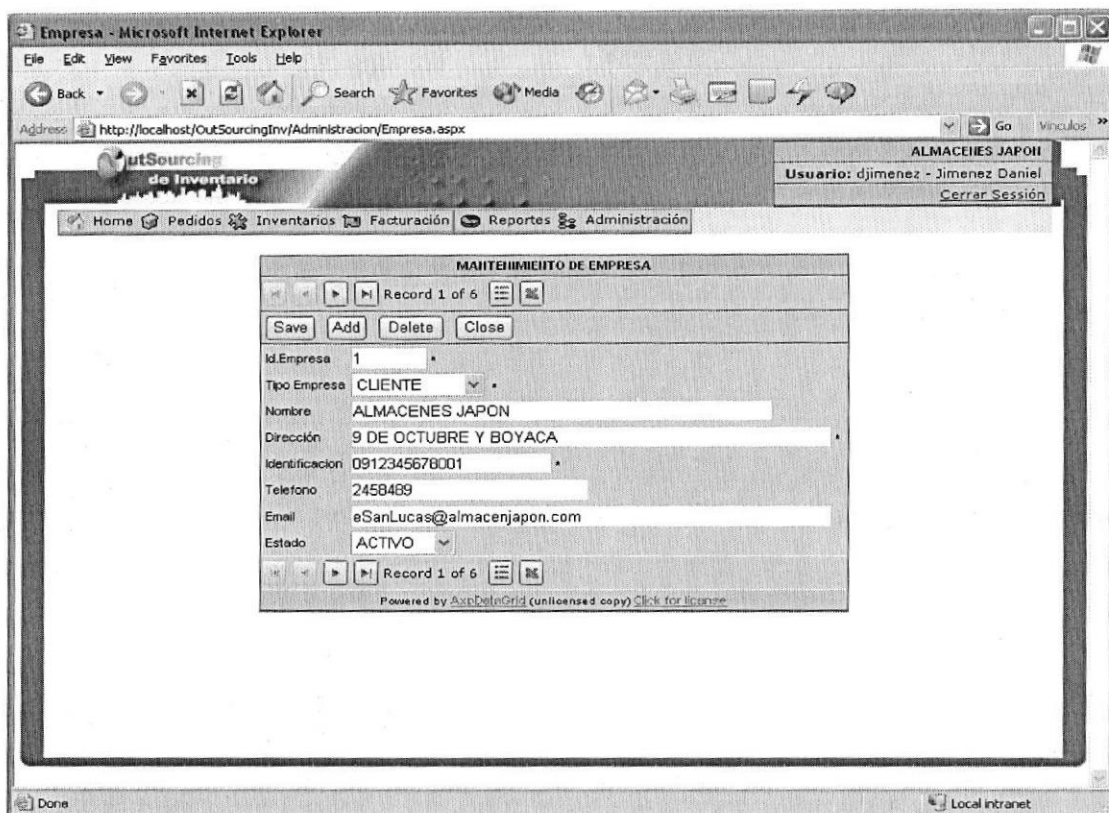 Empresa - Microsoft Internet Explorer
File Edit View Favorites Tools Help
Back Search Favorites Media
Address http://localhost/OutSourcingInv/Administracion/Empresa.aspx Go Vinculos »
OutSourcing
de Inventario
ALMACENES JAPON
Usuario: djimenez - Jimenez Daniel
Cerrar Sessión
Home Pedidos Inventarios Facturación Reportes Administración
MANTENIMIENTO DE EMPRESA
Record 1 of 6
Save Add Delete Close
Id.Empresa 1 *
Tipo Empresa CLIENTE *
Nombre ALMACENES JAPON
Dirección 9 DE OCTUBRE Y BOYACA *
Identificacion 0912345678001 *
Telefono 2458489
Email eSanLucas@almacenjapon.com
Estado ACTIVO
Record 1 of 6
Powered by AxpDataGrid (unlicensed copy) Click for license
Done Local intranet